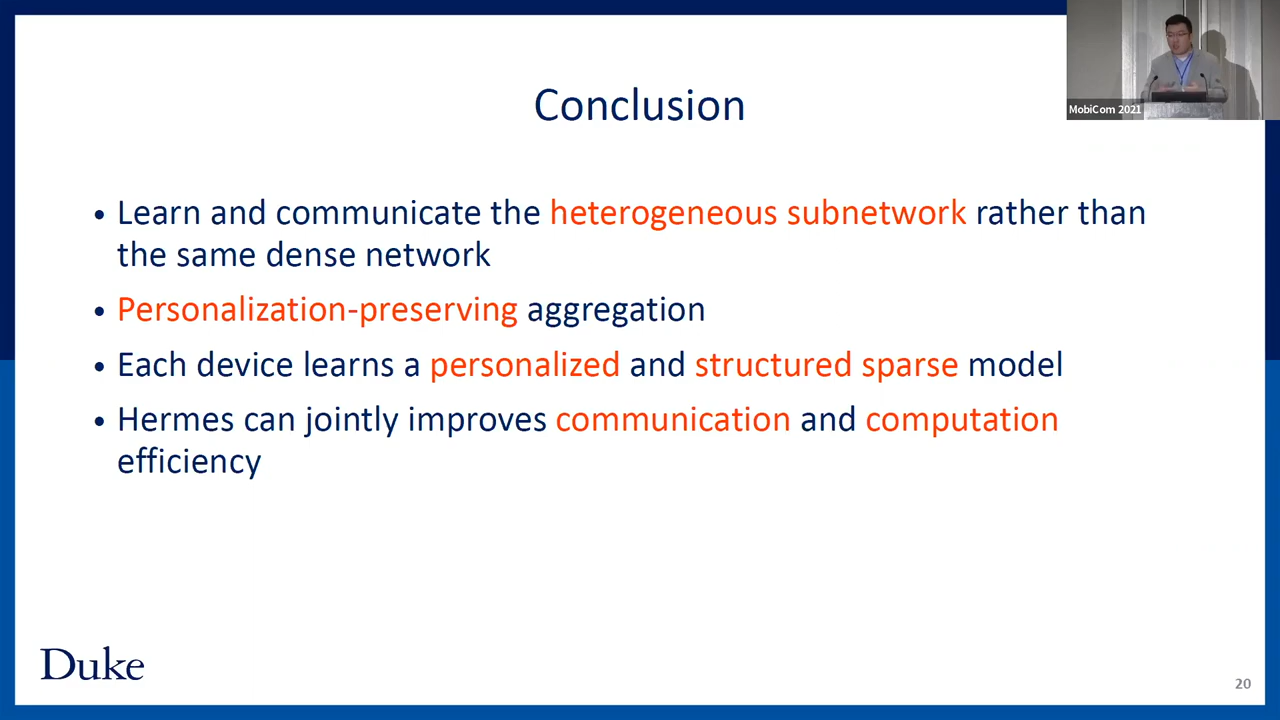 MobiCom 2021
Conclusion
• Learn and communicate the heterogeneous subnetwork rather than
the same dense network
• Personalization-preserving aggregation
• Each device learns a personalized and structured sparse model
• Hermes can jointly improves communication and computation
efficiency
Duke
20